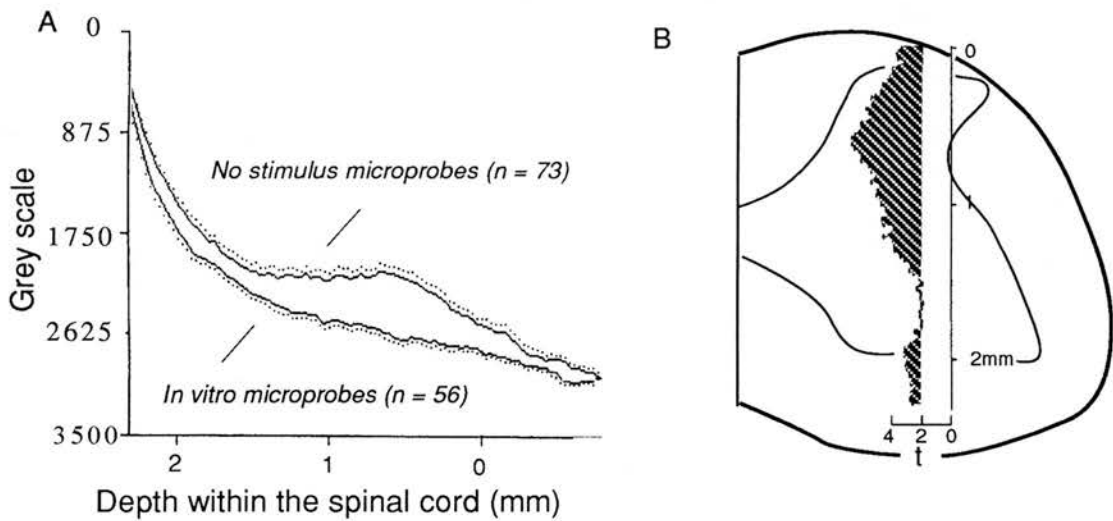 A
0
875
1750
2625
3500
Grey scale
No stimulus microprobes (n = 73)
In vitro microprobes (n = 56)
2
1
0
Depth within the spinal cord (mm)
B
0
1
2mm
4 2 0
t